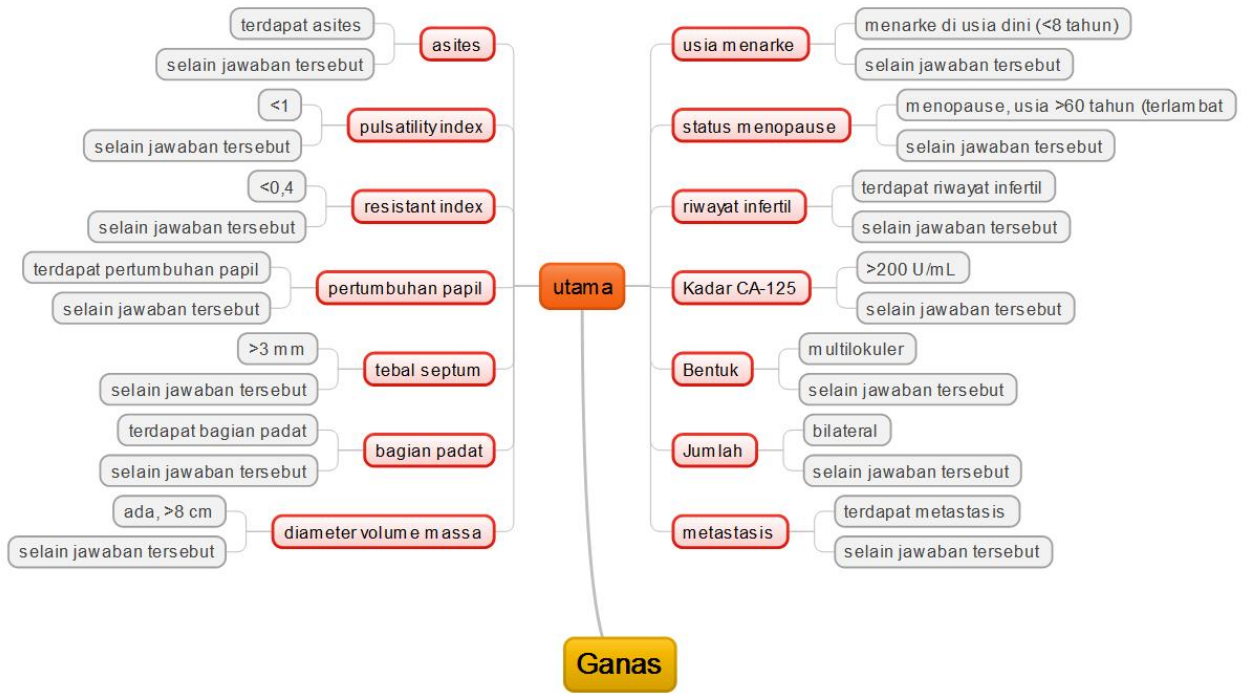 terdapat asites
selain jawaban tersebut
asites
<1
selain jawaban tersebut
pulsatility index
<0,4
selain jawaban tersebut
resistant index
terdapat pertumbuhan papil
selain jawaban tersebut
pertumbuhan papil
>3 mm
selain jawaban tersebut
tebal septum
terdapat bagian padat
selain jawaban tersebut
bagian padat
ada, >8 cm
selain jawaban tersebut
diameter volume massa
utama
usia menarke
menarke di usia dini (<8 tahun)
selain jawaban tersebut
status menopause
menopause, usia >60 tahun (terlambat
selain jawaban tersebut
riwayat infertil
terdapat riwayat infertil
selain jawaban tersebut
Kadar CA-125
>200 U/mL
selain jawaban tersebut
Bentuk
multilokuler
selain jawaban tersebut
Jumlah
bilateral
selain jawaban tersebut
metastasis
terdapat metastasis
selain jawaban tersebut
Ganas